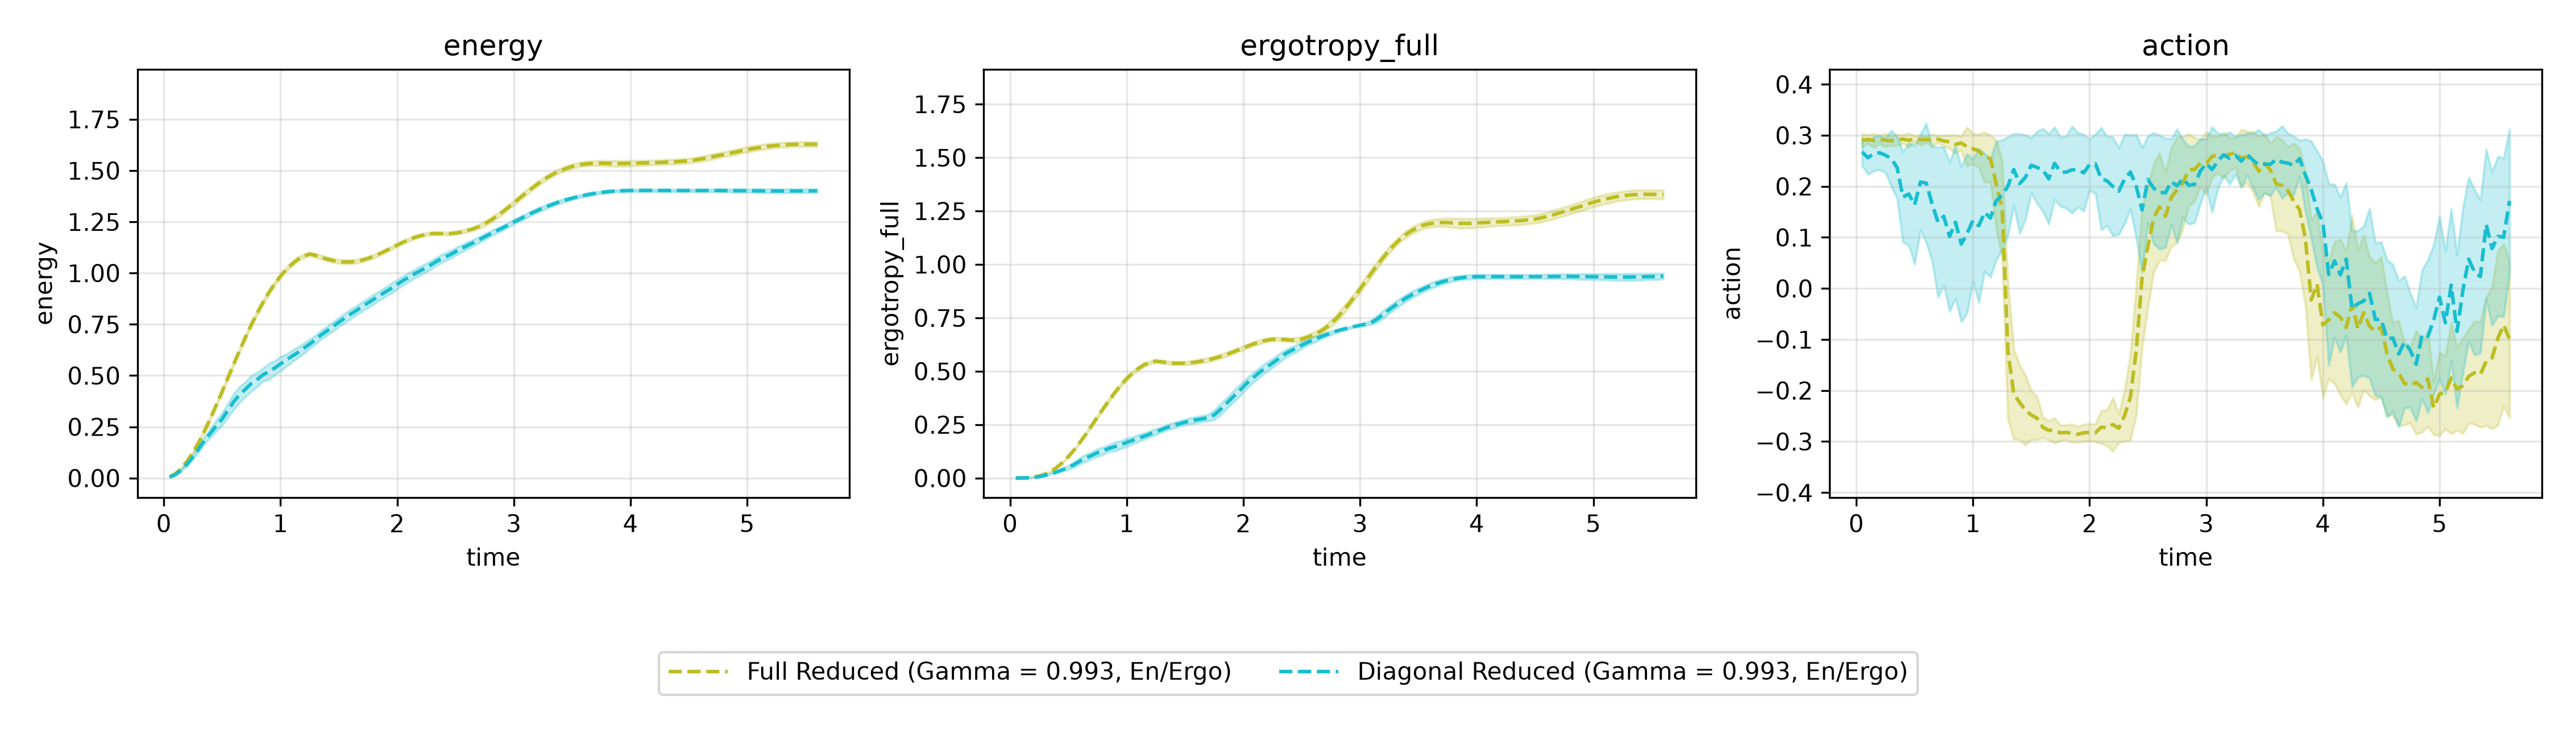 energy
1.75
1.50
1.25
1.00
0.75
0.50
0.25
0.00
energy
0 1 2 3 4 5
time
ergotropy_full
1.75
1.50
1.25
1.00
0.75
0.50
0.25
0.00
ergotropy_full
0 1 2 3 4 5
time
action
0.4
0.3
0.2
0.1
0.0
−0.1
−0.2
−0.3
−0.4
action
0 1 2 3 4 5
time
Full Reduced (Gamma = 0.993, En/Ergo)
Diagonal Reduced (Gamma = 0.993, En/Ergo)